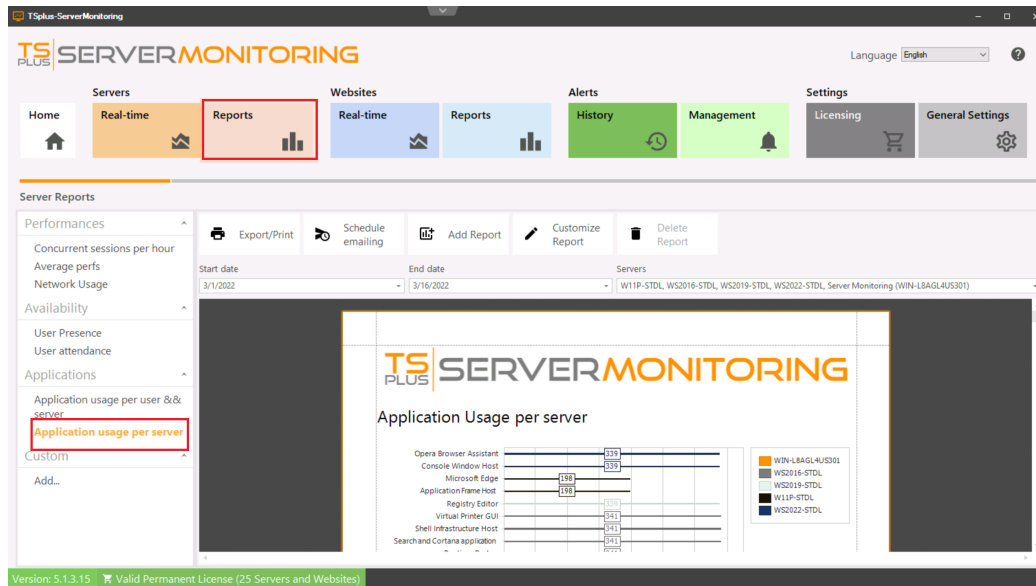 TSplus-ServerMonitoring
TS PLUS SERVERMONITORING
Language English
Servers Websites Alerts Settings
Home Real-time Reports Real-time Reports History Management Licensing General Settings
Server Reports
Performances
Concurrent sessions per hour
Average perfs
Network Usage
Availability
User Presence
User attendance
Applications
Application usage per user &&
server
Application usage per server
Custom
Add...
Export/Print
Schedule
emailing
Add Report
Customize
Report
Delete
Report
Start date End date Servers
3/1/2022 3/16/2022 W11P-STDL, WS2016-STDL, WS2019-STDL, WS2022-STDL, Server Monitoring (WIN-L8AGL4US301)
TS PLUS SERVERMONITORING
Application Usage per server
Opera Browser Assistant 339
Console Window Host 339
Microsoft Edge 198
Application Frame Host 198
Registry Editor
Virtual Printer GUI 341
Shell Infrastructure Host 341
Search and Cortana application 341
WIN-L8AGL4US301
WS2016-STDL
WS2019-STDL
W11P-STDL
WS2022-STDL
Version: 5.1.3.15 Valid Permanent License (25 Servers and Websites)